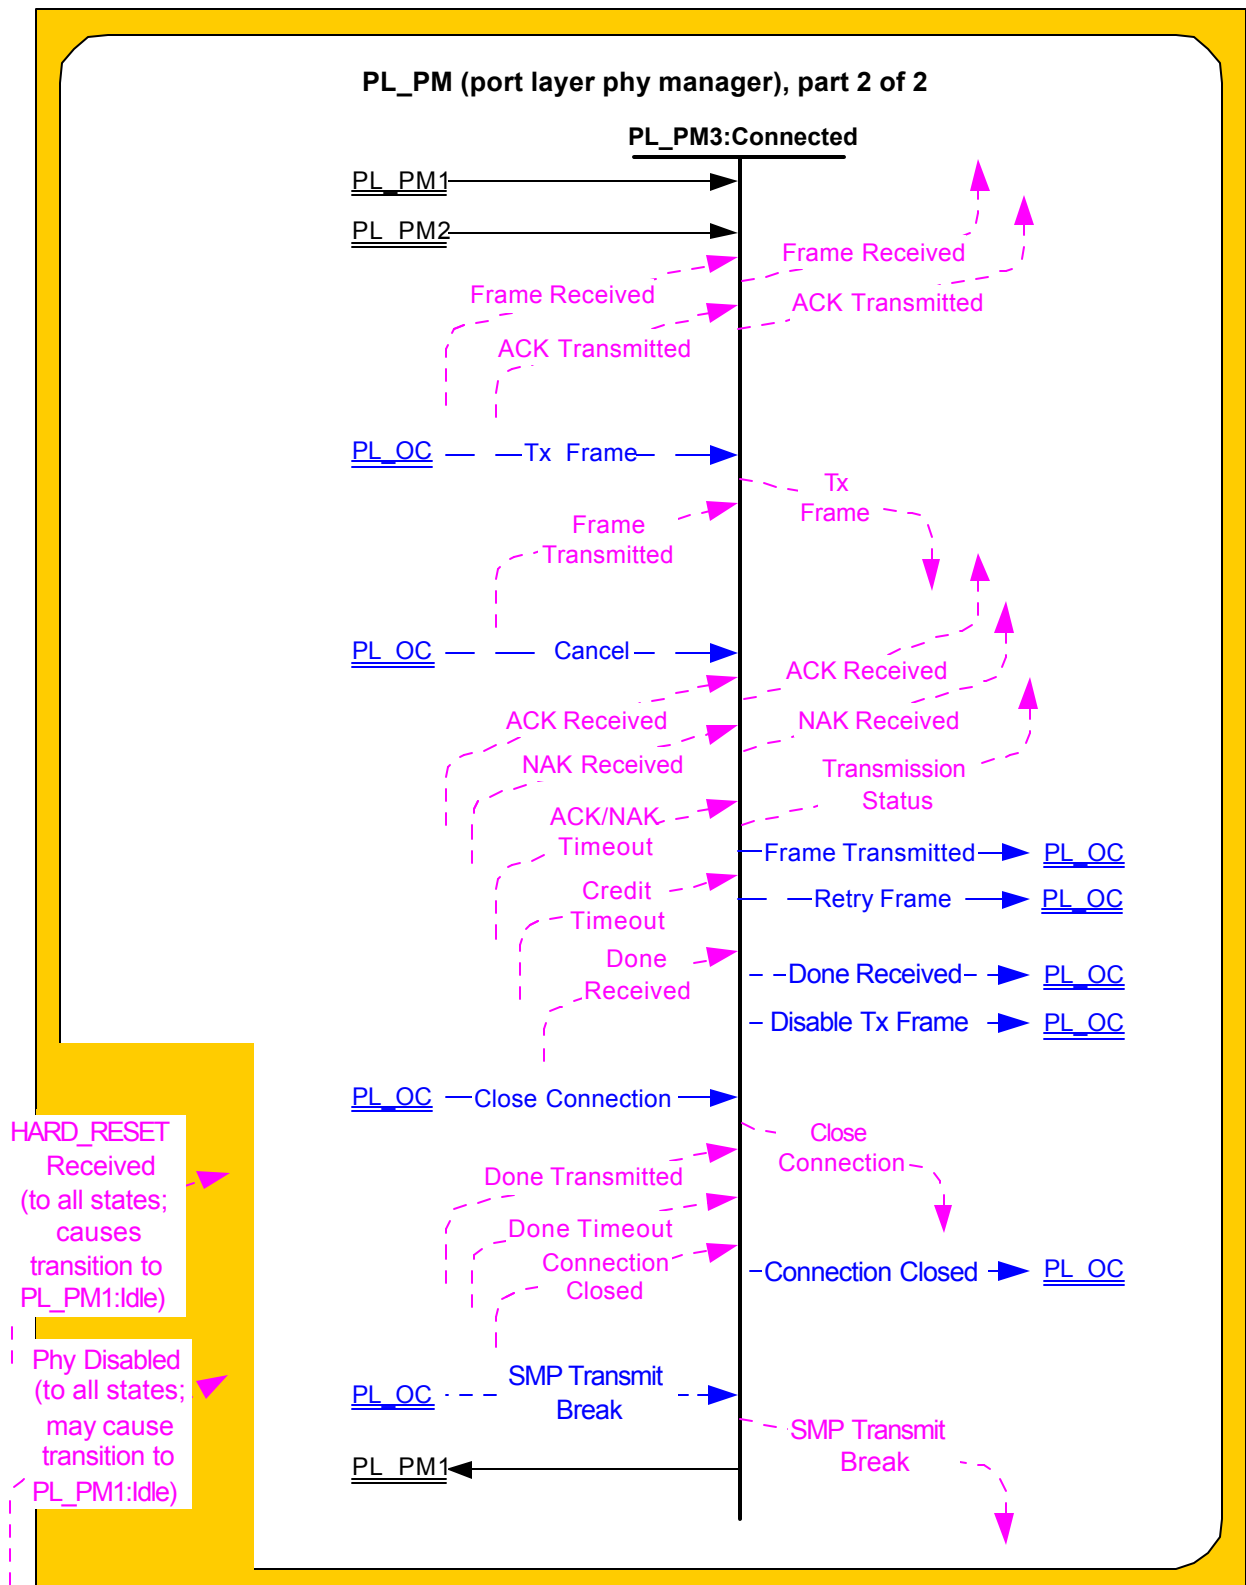 PL_PM (port layer phy manager), part 2 of 2
PL_PM3:Connected
PL_PM1
PL_PM2
Frame Received
Frame Received
ACK Transmitted
ACK Transmitted
PL_OC
Tx Frame
Tx
Frame
Frame
Transmitted
PL_OC
Cancel
ACK Received
ACK Received
NAK Received
NAK Received
Transmission
Status
ACK/NAK
Timeout
Frame Transmitted
PL_OC
Credit
Timeout
Retry Frame
PL_OC
Done
Received
Done Received
PL_OC
Disable Tx Frame
PL_OC
PL_OC
Close Connection
Close
Connection
HARD_RESET
Received
(to all states;
causes
transition to
PL_PM1:Idle)
Done Transmitted
Done Timeout
Connection
Closed
Connection Closed
PL_OC
Phy Disabled
(to all states;
may cause
transition to
PL_PM1:Idle)
PL_OC
SMP Transmit
Break
SMP Transmit
Break
PL_PM1